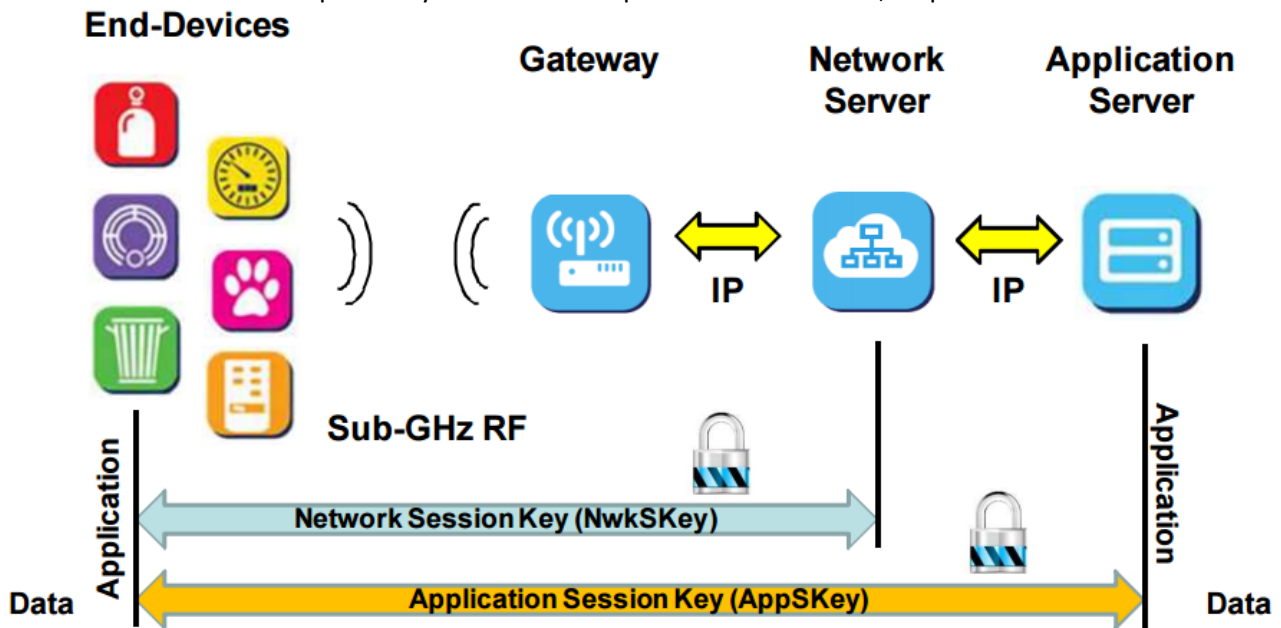 End-Devices
Gateway
Network
Server
Application
Server
IP
IP
Sub-GHz RF
Application
Application
Network Session Key (NwkSKey)
Data
Application Session Key (AppSKey)
Data